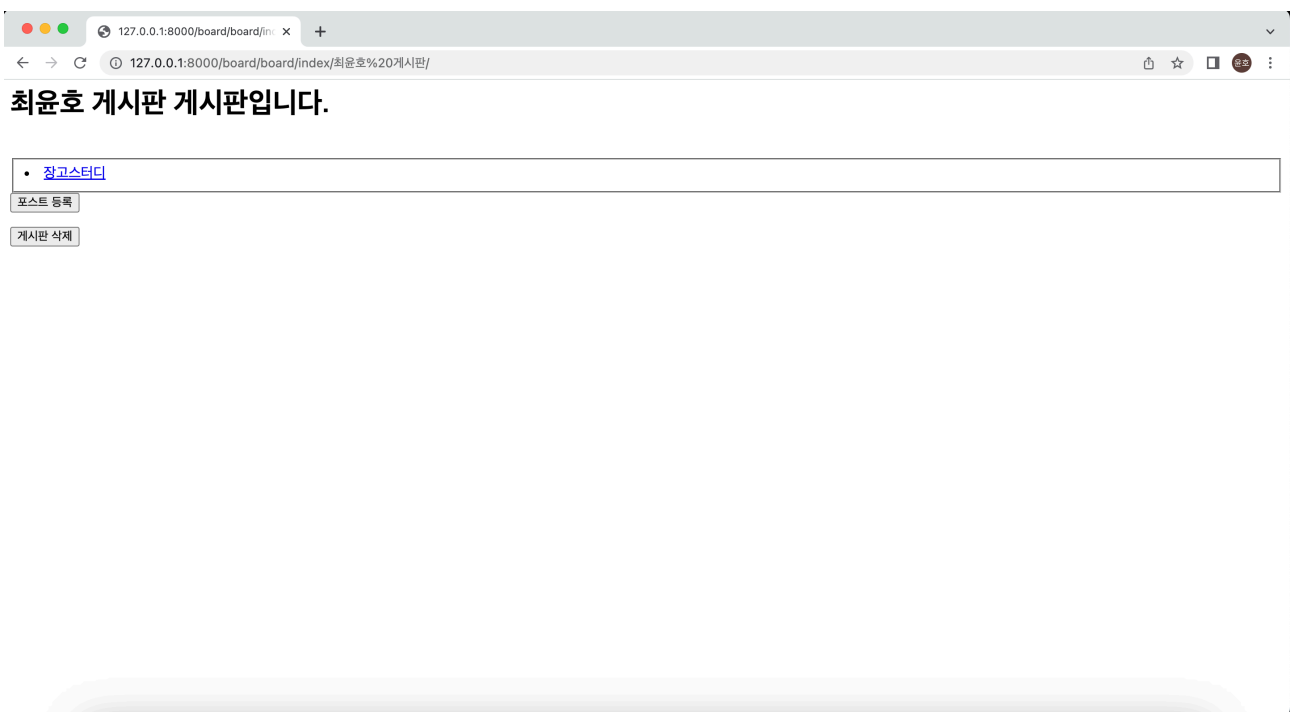 127.0.0.1:8000/board/board/in
127.0.0.1:8000/board/board/index/최윤호%20게시판/
윤호
최윤호 게시판 게시판입니다.
장고스터디
포스트 등록
게시판 삭제